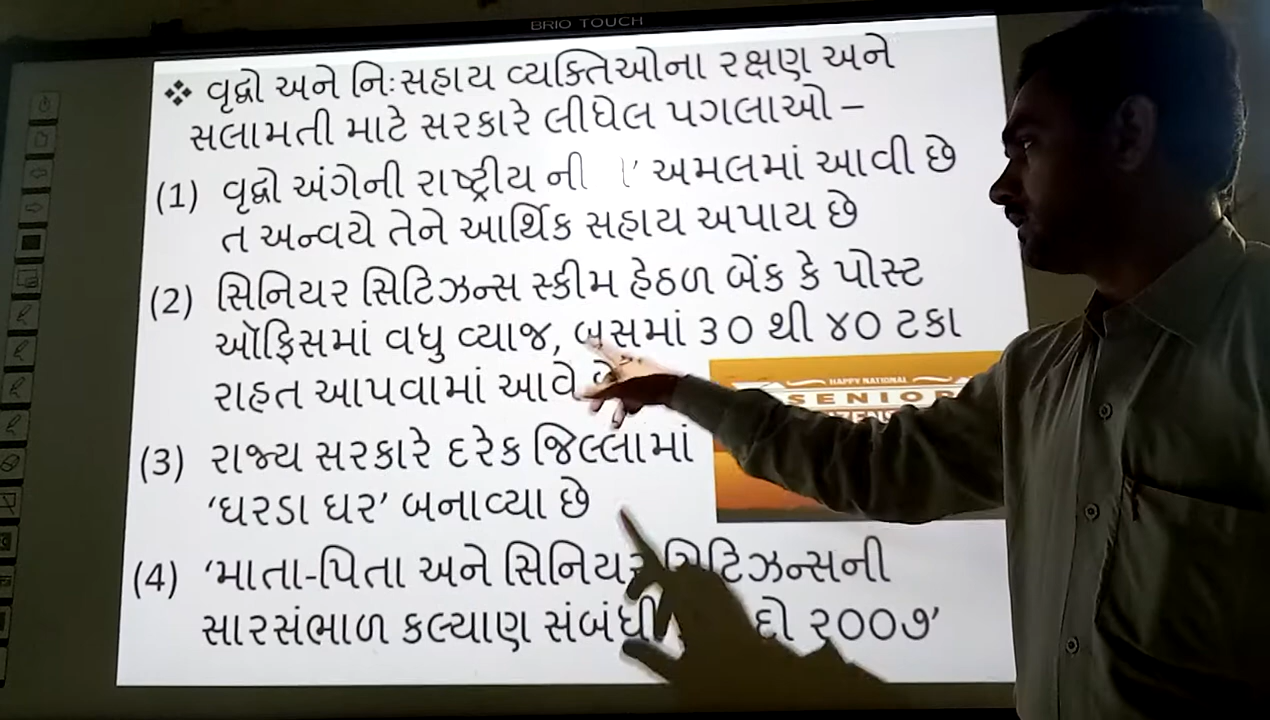 BRIO TOUCH
❖ વૃદ્ધો અને નિઃસહાય વ્યક્તિઓના રક્ષણ અને
સલામતી માટે સરકારે લીધેલ પગલાઓ –
(1) વૃદ્ધો અંગેની રાષ્ટ્રીય ની ' અમલમાં આવી છે
ત અન્વયે તેને આર્થિક સહાય અપાય છે
(2) સિનિયર સિટિઝન્સ સ્કીમ હેઠળ બેંક કે પોસ્ટ
ઑફિસમાં વધુ વ્યાજ, બસમાં ૩૦ થી ૪૦ ટકા
રાહત આપવામાં આવે
HAPPY NATIONAL
SENIOR
(3) રાજ્ય સરકારે દરેક જિલ્લામાં
‘ઘરડા ઘર’ બનાવ્યા છે
(4) ‘માતા-પિતા અને સિનિયર સિટિઝન્સની
સારસંભાળ કલ્યાણ સંબંધી ૨૦૦૭’